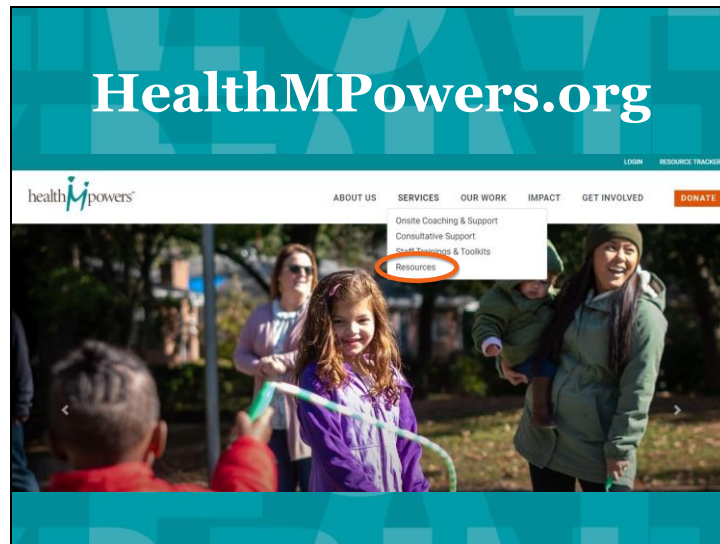 HealthMPowers.org
LOGIN RESOURCE TRACKER
healthMpowers
ABOUT US SERVICES OUR WORK IMPACT GET INVOLVED DONATE
Onsite Coaching & Support
Consultative Support
Staff Trainings & Toolkits
Resources